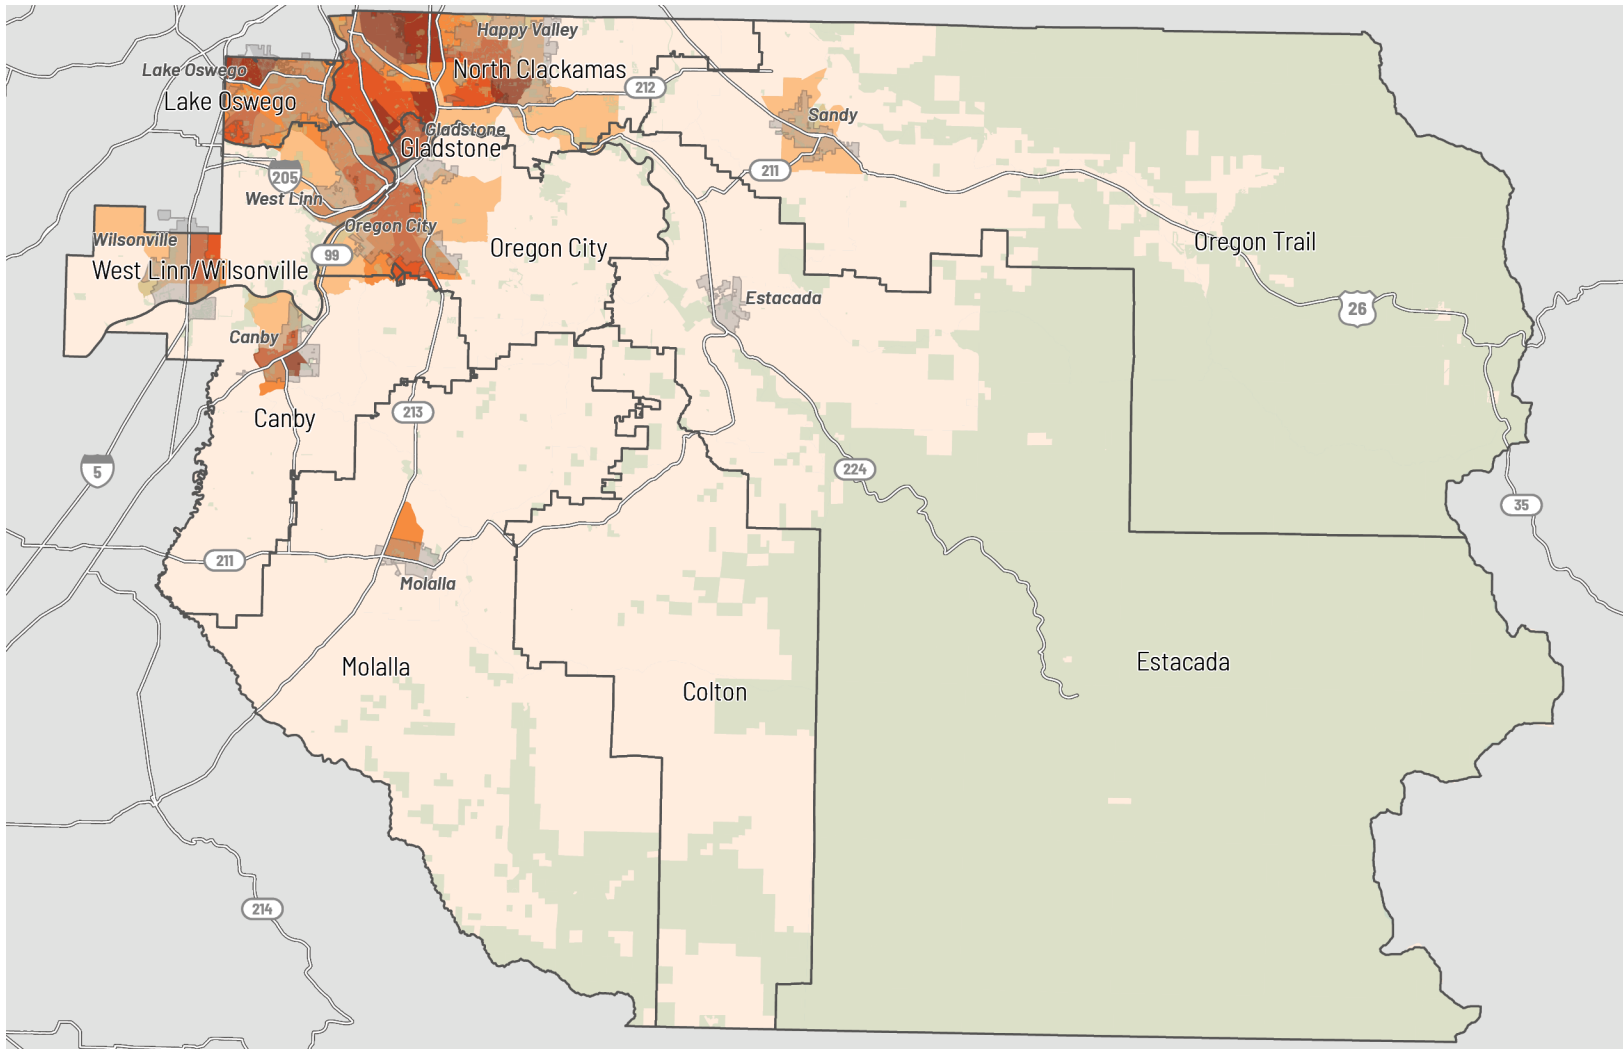 Happy Valley
Lake Oswego
North Clackamas
212
Lake Oswego
Sandy
Gladstone
Gladstone
211
205
West Linn
Oregon City
Wilsonville
Oregon City
Oregon Trail
99
West Linn/Wilsonville
Estacada
26
Canby
213
Canby
5
224
35
211
Molalla
Estacada
Molalla
Colton
214